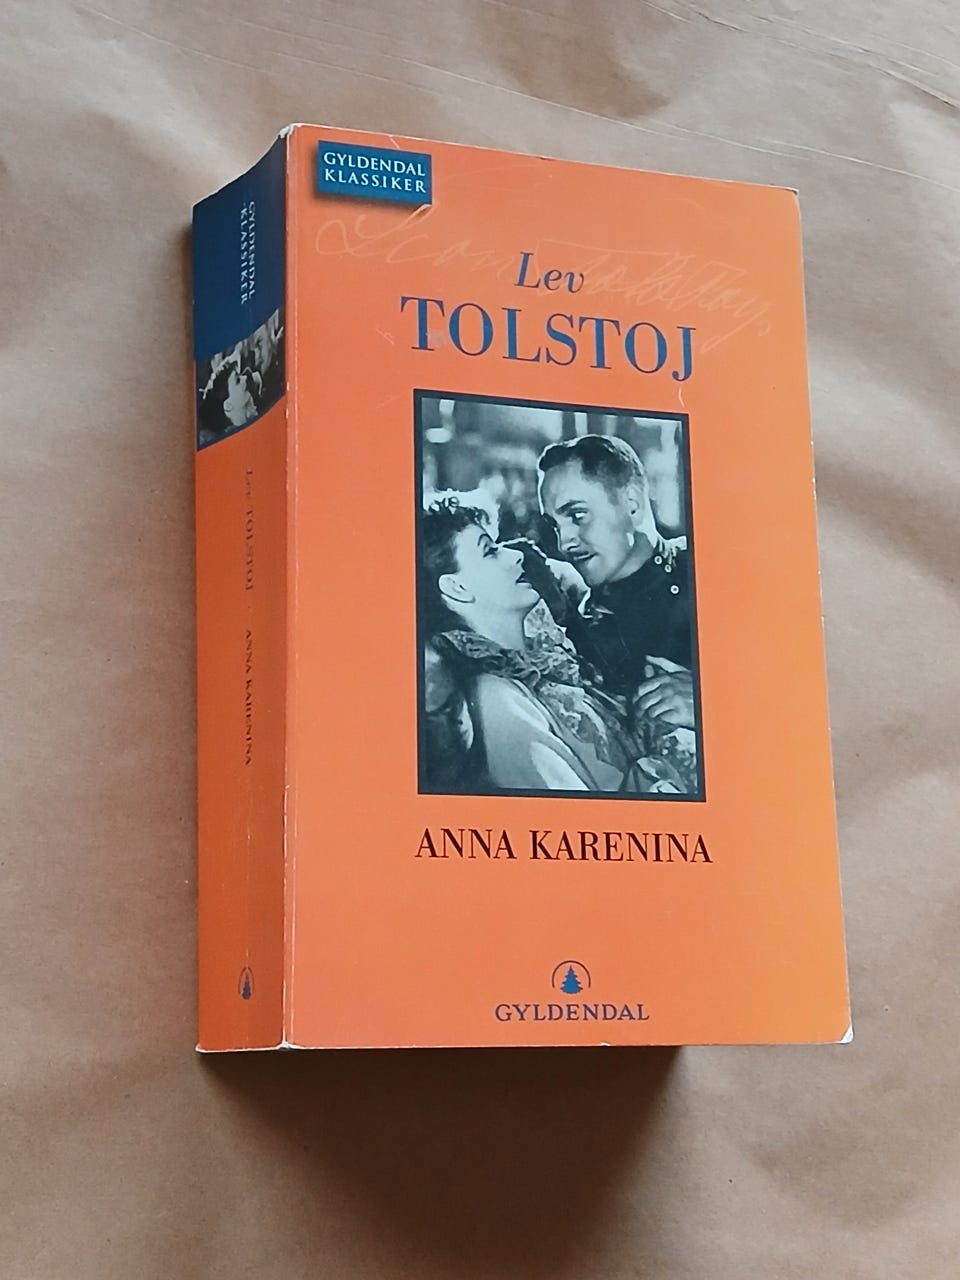 GYLDENDAL
KLASSIKER
Lev
TOLSTOJ
ANNA KARENINA
GYLDENDAL
GYLDENDAL
KLASSIKER
Lev TOLSTOJ / ANNA KARENINA